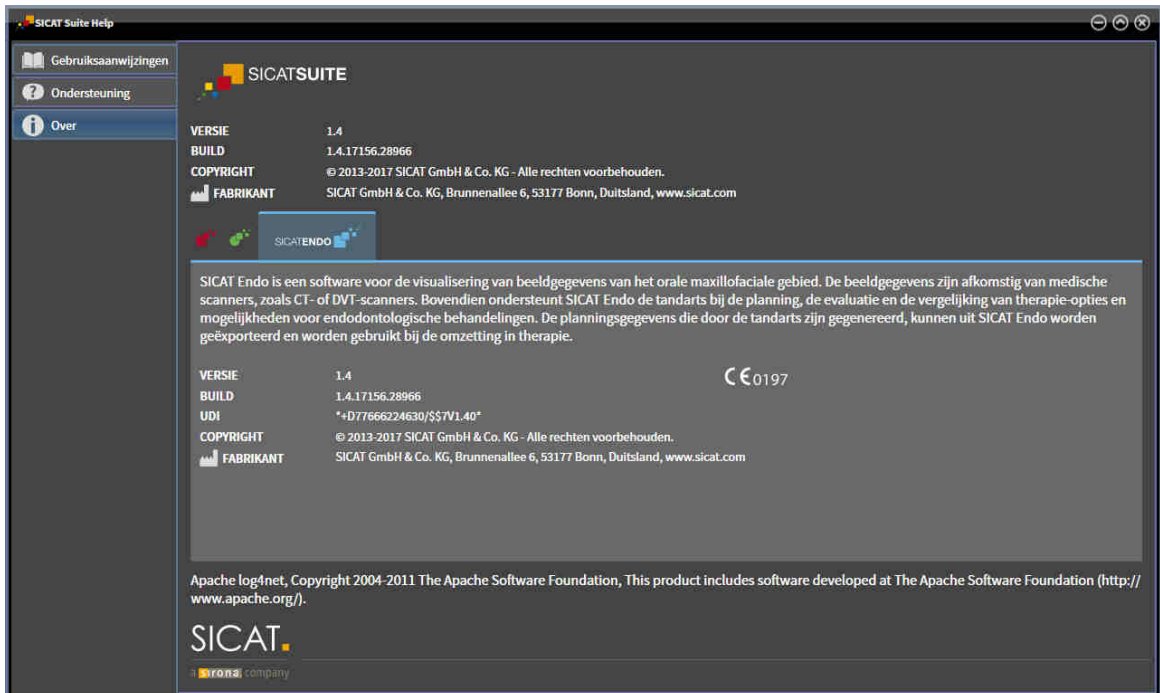 SICAT Suite Help
Gebruiksaanwijzingen
Ondersteuning
Over
SICATSUITE
VERSIE 1.4
BUILD 1.4.17156.28966
COPYRIGHT © 2013-2017 SICAT GmbH & Co. KG - Alle rechten voorbehouden.
FABRIKANT SICAT GmbH & Co. KG, Brunnenallee 6, 53177 Bonn, Duitsland, www.sicat.com
SICATENDO
SICAT Endo is een software voor de visualisering van beeldgegevens van het orale maxillofaciale gebied. De beeldgegevens zijn afkomstig van medische
scanners, zoals CT- of DVT-scanners. Bovendien ondersteunt SICAT Endo de tandarts bij de planning, de evaluatie en de vergelijking van therapie-opties en
mogelijkheden voor endodontologische behandelingen. De planningsgegevens die door de tandarts zijn gegenereerd, kunnen uit SICAT Endo worden
geëxporteerd en worden gebruikt bij de omzetting in therapie.
VERSIE 1.4
CE 0197
BUILD 1.4.17156.28966
UDI *+D77666224630/$$7V1.40*
COPYRIGHT © 2013-2017 SICAT GmbH & Co. KG - Alle rechten voorbehouden.
FABRIKANT SICAT GmbH & Co. KG, Brunnenallee 6, 53177 Bonn, Duitsland, www.sicat.com
Apache log4net, Copyright 2004-2011 The Apache Software Foundation, This product includes software developed at The Apache Software Foundation (http://
www.apache.org/).
SICAT.
a sirona company